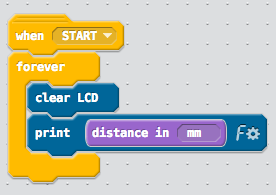 when START
forever
clear LCD
print distance in mm F